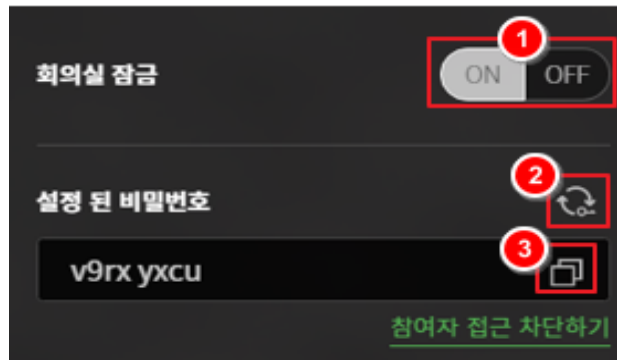 1
회의실 잠금 ON OFF
2
설정 된 비밀번호
3
v9rx yxcu
참여자 접근 차단하기